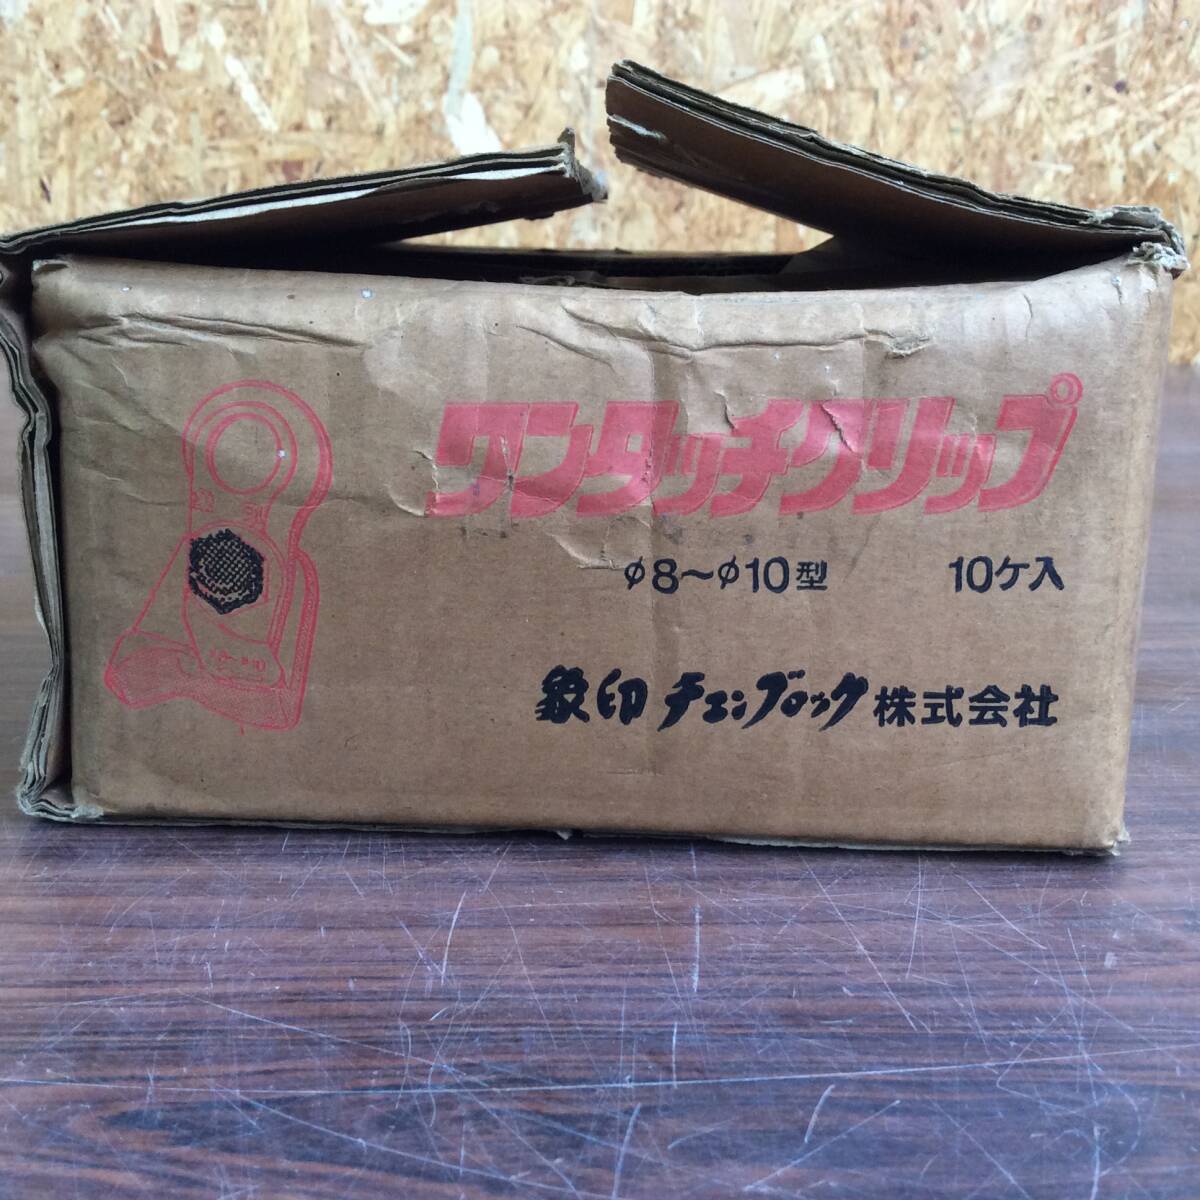 ワンタッチクリップ
φ8〜φ10型 10ケ入
象印チェンブロック株式会社